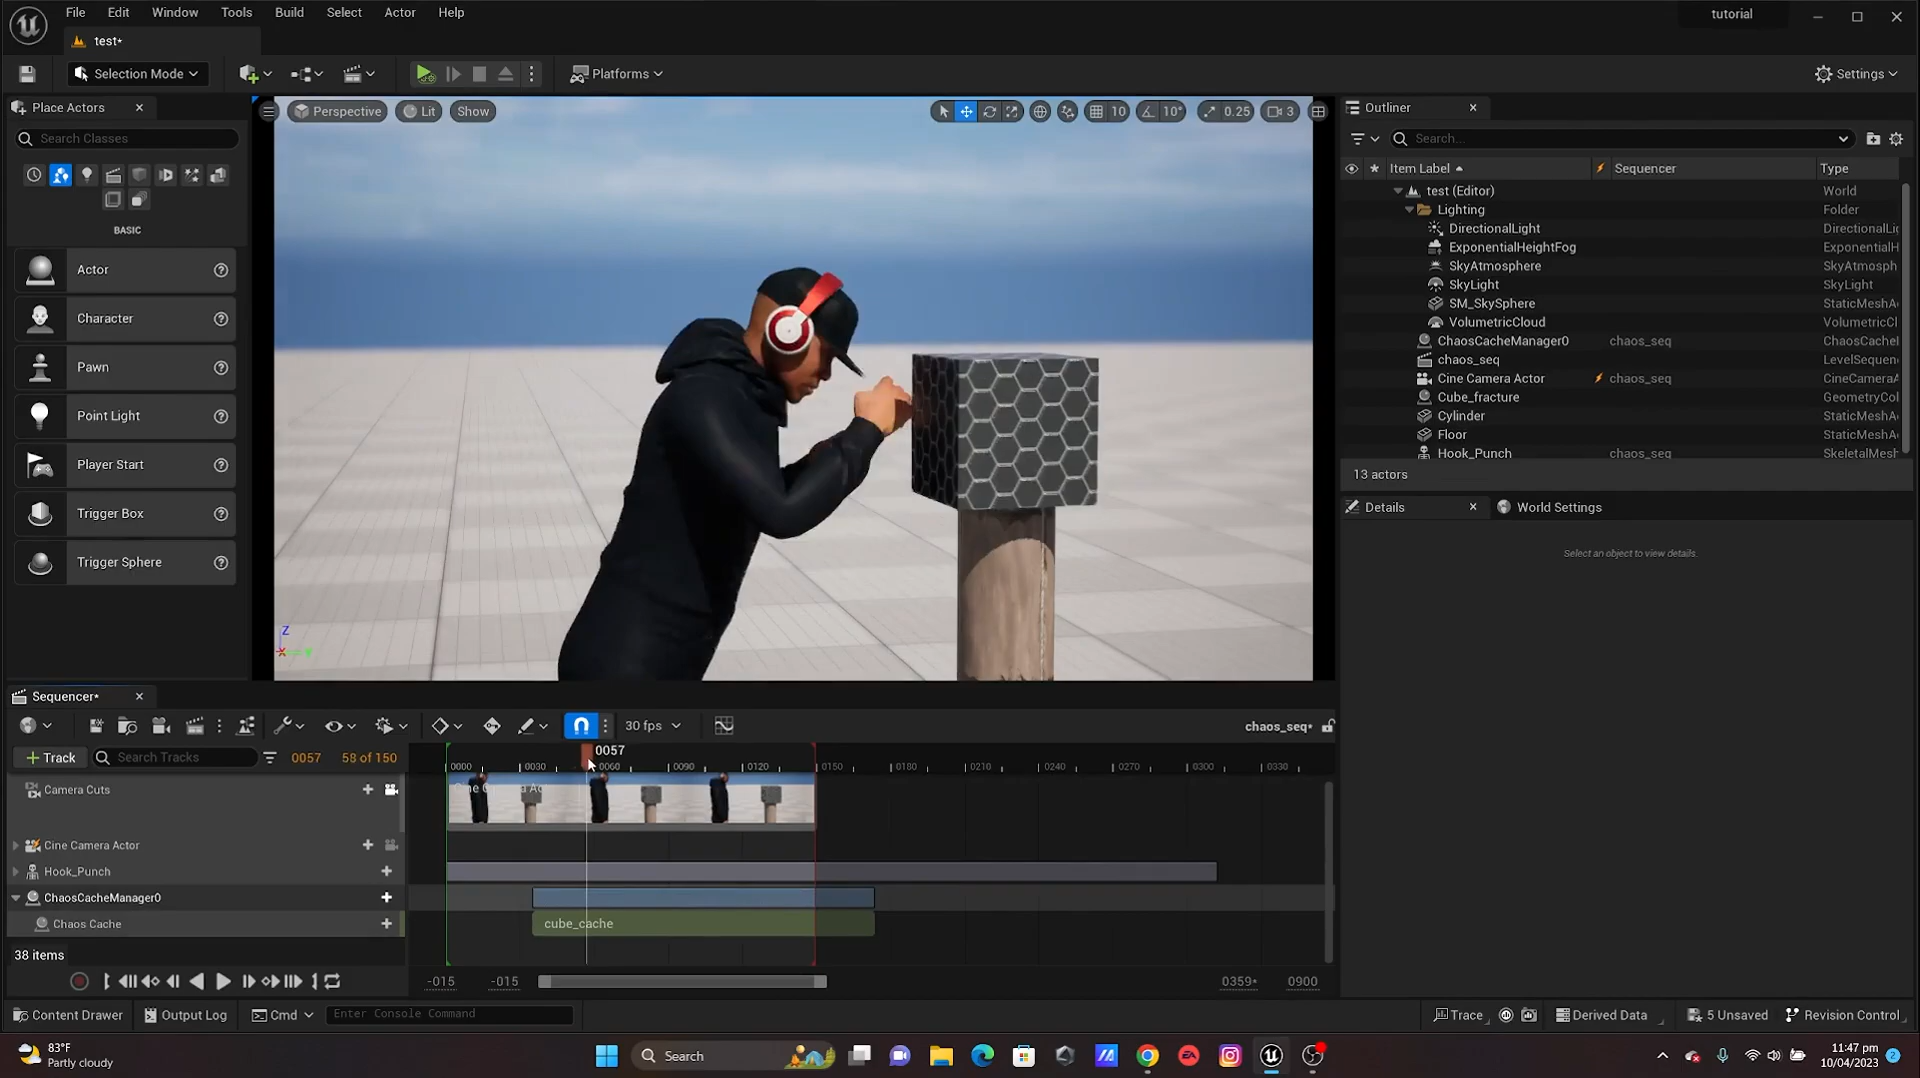 File Edit Window Tools Build Select Actor Help
tutorial
test*
Selection Mode
Platforms
Settings
Place Actors
Search Classes
BASIC
Actor
Character
Pawn
Point Light
Player Start
Trigger Box
Trigger Sphere
Perspective Lit Show
10 10° 0.25 3
Z
Outliner
Search...
Item Label Sequencer Type
test (Editor) World
Lighting Folder
DirectionalLight DirectionalLig
ExponentialHeightFog ExponentialH
SkyAtmosphere SkyAtmosph
SkyLight SkyLight
SM_SkySphere StaticMeshA
VolumetricCloud VolumetricCl
ChaosCacheManager0 chaos_seq ChaosCacheI
chaos_seq LevelSequen
Cine Camera Actor chaos_seq CineCameraA
Cube_fracture GeometryCol
Cylinder StaticMeshA
Floor StaticMeshA
Hook_Punch chaos_seq SkeletalMesh
13 actors
Details World Settings
Select an object to view details.
Sequencer*
30 fps
chaos_seq*
Track Search Tracks 0057 58 of 150
0057
0000 0030 0060 0090 0120 0150 0180 0210 0240 0270 0300 0330
Camera Cuts
Cine Camera Actor
Hook_Punch
ChaosCacheManager0
Chaos Cache
cube_cache
38 items
-015 -015 0359* 0900
Content Drawer Output Log Cmd Enter Console Command
Trace Derived Data 5 Unsaved Revision Control
83°F
Partly cloudy
Search
EA
11:47 pm
10/04/2023
2